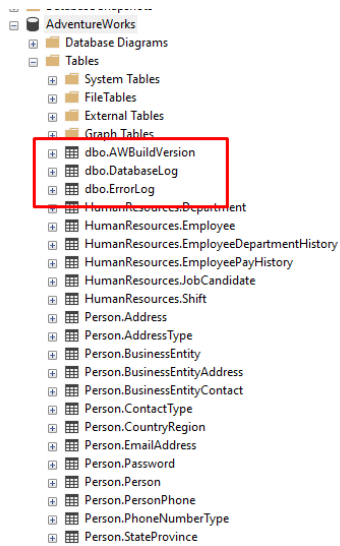 Database Snapshots
AdventureWorks
Database Diagrams
Tables
System Tables
FileTables
External Tables
Graph Tables
dbo.AWBuildVersion
dbo.DatabaseLog
dbo.ErrorLog
HumanResources.Department
HumanResources.Employee
HumanResources.EmployeeDepartmentHistory
HumanResources.EmployeePayHistory
HumanResources.JobCandidate
HumanResources.Shift
Person.Address
Person.AddressType
Person.BusinessEntity
Person.BusinessEntityAddress
Person.BusinessEntityContact
Person.ContactType
Person.CountryRegion
Person.EmailAddress
Person.Password
Person.Person
Person.PersonPhone
Person.PhoneNumberType
Person.StateProvince